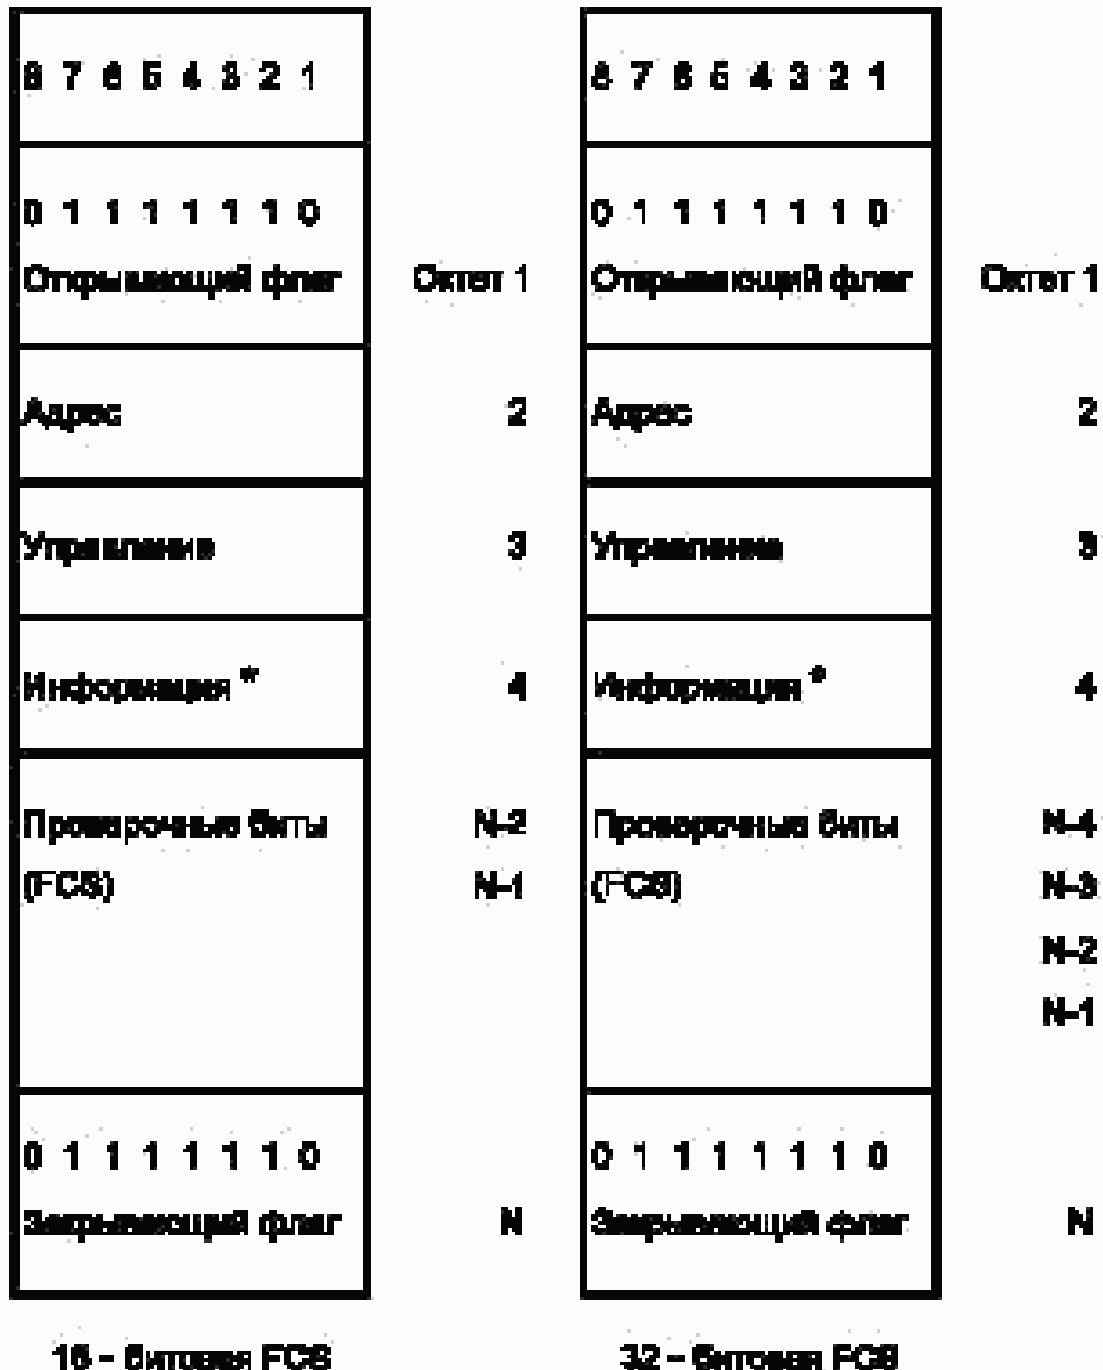 8 7 6 5 4 3 2 1
0 1 1 1 1 1 1 0
Открывающий флаг Октет 1
Адрес 2
Управление 3
Информация * 4
Проверочные биты N-2
(FCS) N-1
0 1 1 1 1 1 1 0
Закрывающий флаг N
16 - битовая FCS
8 7 6 5 4 3 2 1
0 1 1 1 1 1 1 0
Открывающий флаг Октет 1
Адрес 2
Управление 3
Информация * 4
Проверочные биты N-4
(FCS) N-3
N-2
N-1
0 1 1 1 1 1 1 0
Закрывающий флаг N
32 - битовая FCS